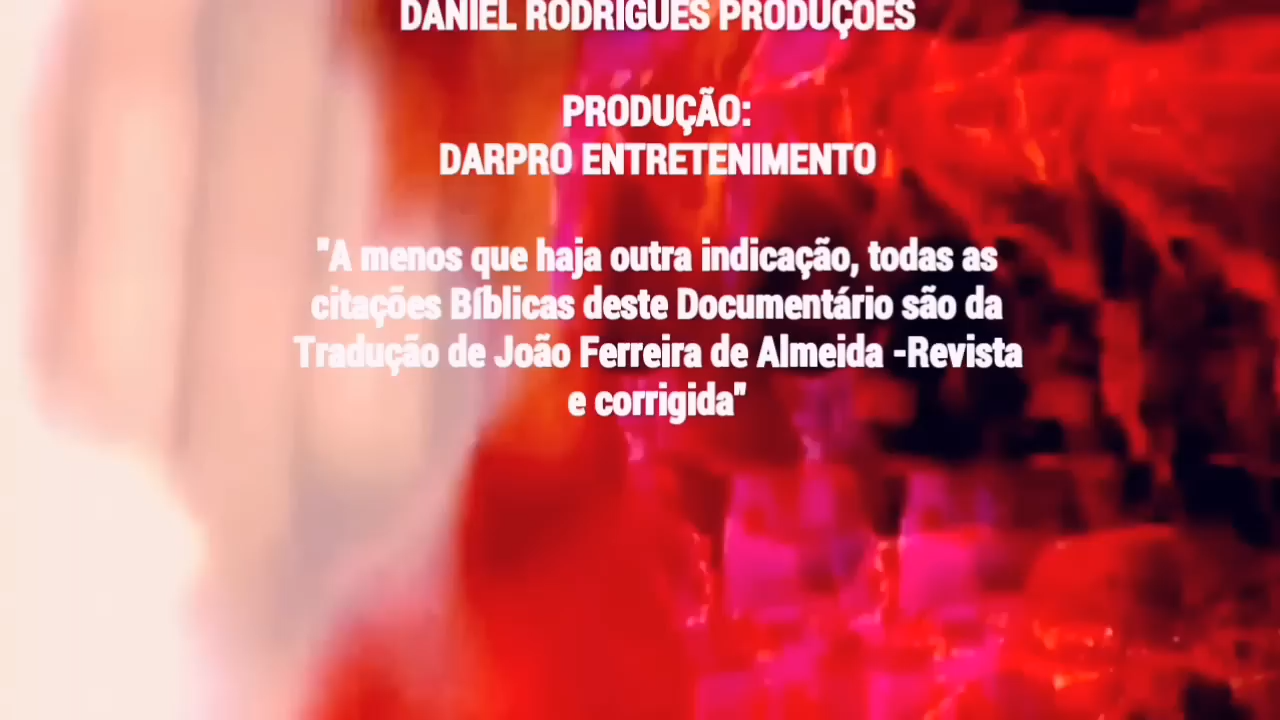 DANIEL RODRIGUES PRODUÇÕES
PRODUÇÃO:
DARPRO ENTRETENIMENTO
"A menos que haja outra indicação, todas as
citações Bíblicas deste Documentário são da
Tradução de João Ferreira de Almeida -Revista
e corrigida"